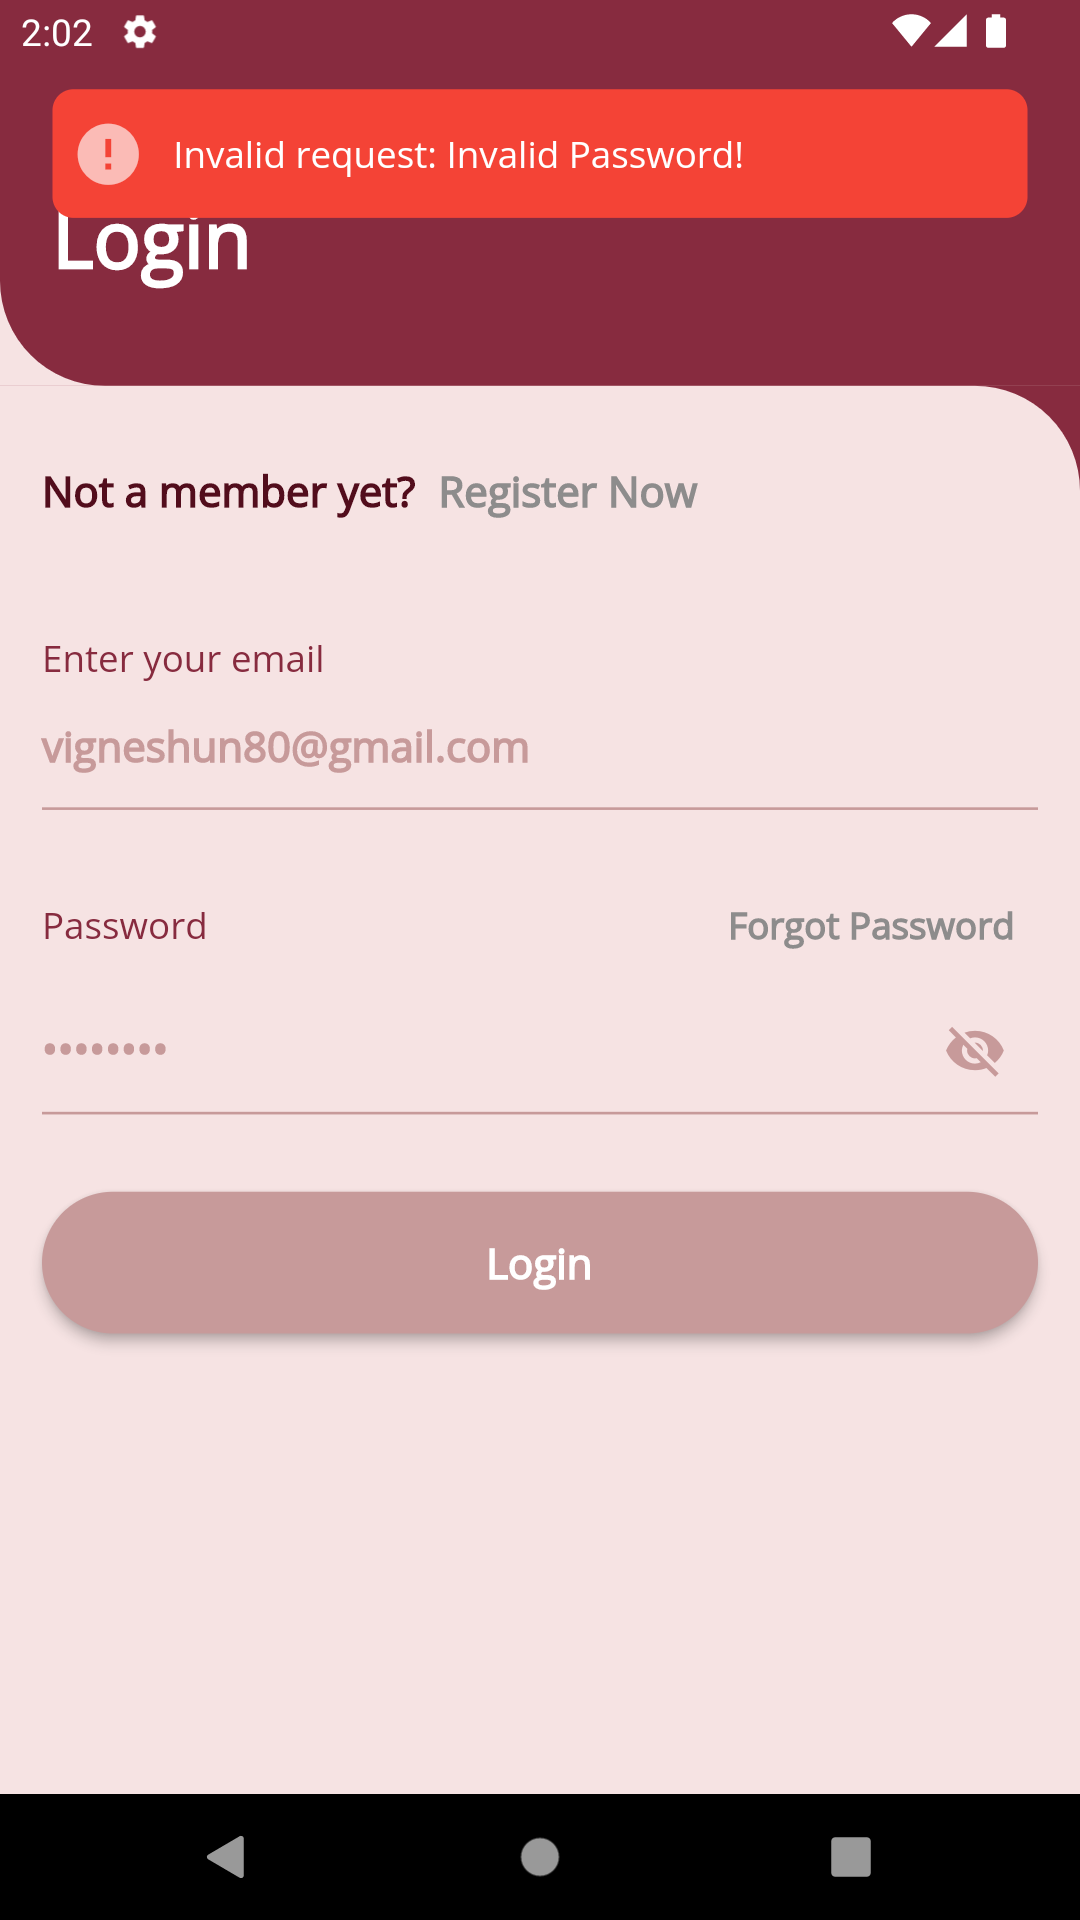 2:02
Invalid request: Invalid Password!
Login
Not a member yet? Register Now
Enter your email
vigneshun80@gmail.com
Password Forgot Password
••••••••
Login